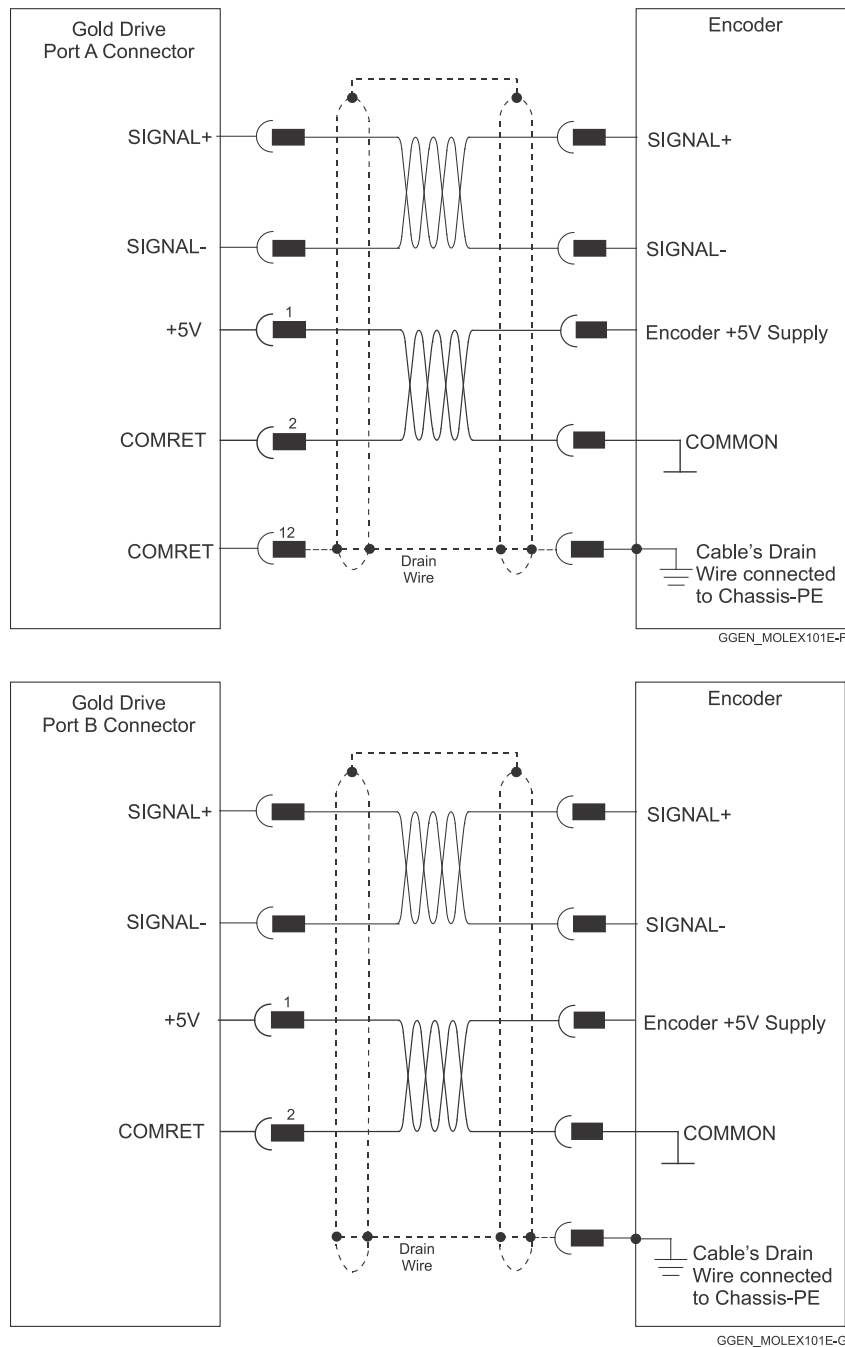 Gold Drive
Port A Connector
Encoder
SIGNAL+
SIGNAL+
SIGNAL-
SIGNAL-
+5V
1
Encoder +5V Supply
COMRET
2
COMMON
COMRET
12
Drain
Wire
Cable's Drain
Wire connected
to Chassis-PE
GGEN_MOLEX101E-F
Gold Drive
Port B Connector
Encoder
SIGNAL+
SIGNAL+
SIGNAL-
SIGNAL-
+5V
1
Encoder +5V Supply
COMRET
2
COMMON
Drain
Wire
Cable's Drain
Wire connected
to Chassis-PE
GGEN_MOLEX101E-G